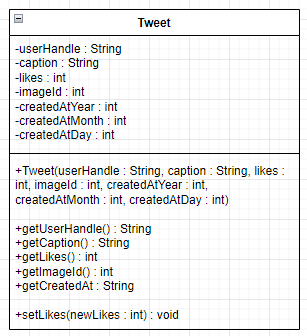 Tweet
-userHandle : String
-caption : String
-likes : int
-imageId : int
-createdAtYear : int
-createdAtMonth : int
-createdAtDay : int
+Tweet(userHandle : String, caption : String, likes :
int, imageId : int, createdAtYear : int,
createdAtMonth : int, createdAtDay : int)
+getUserHandle() : String
+getCaption() : String
+getLikes() : int
+getImageId() : int
+getCreatedAt : String
+setLikes(newLikes : int) : void